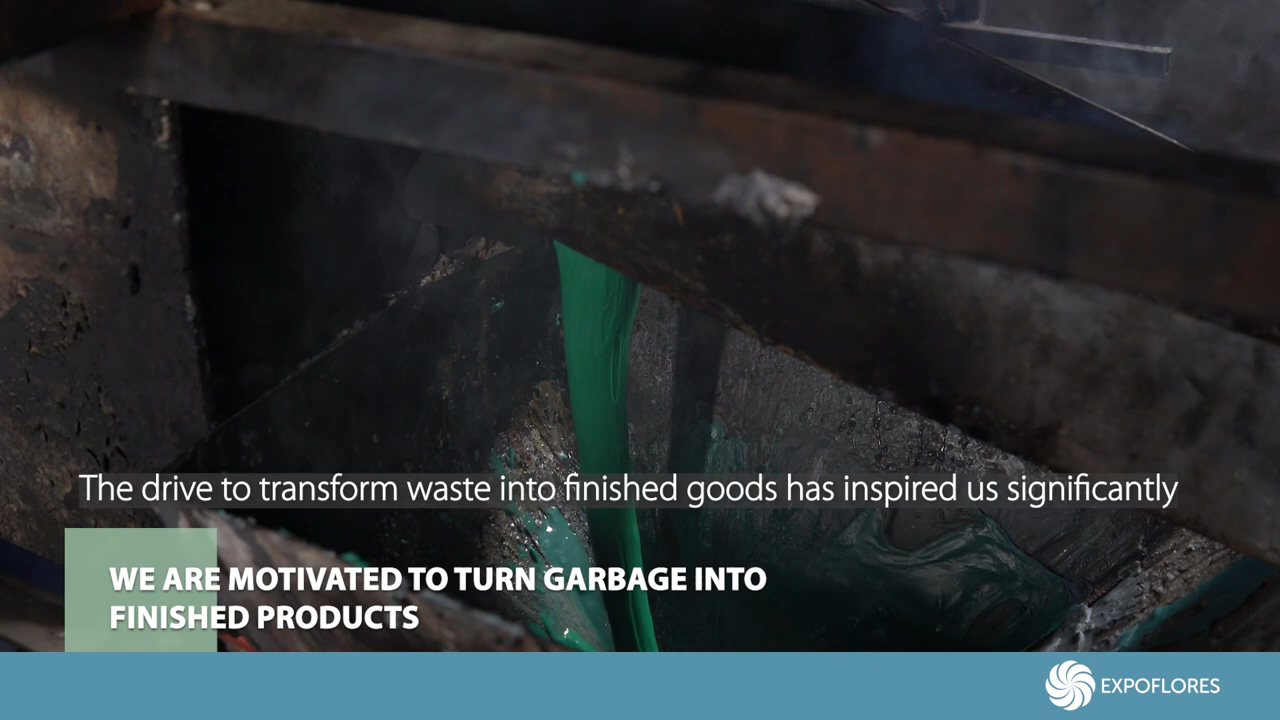 The drive to transform waste into finished goods has inspired us significantly
WE ARE MOTIVATED TO TURN GARBAGE INTO
FINISHED PRODUCTS
EXPOFLORES